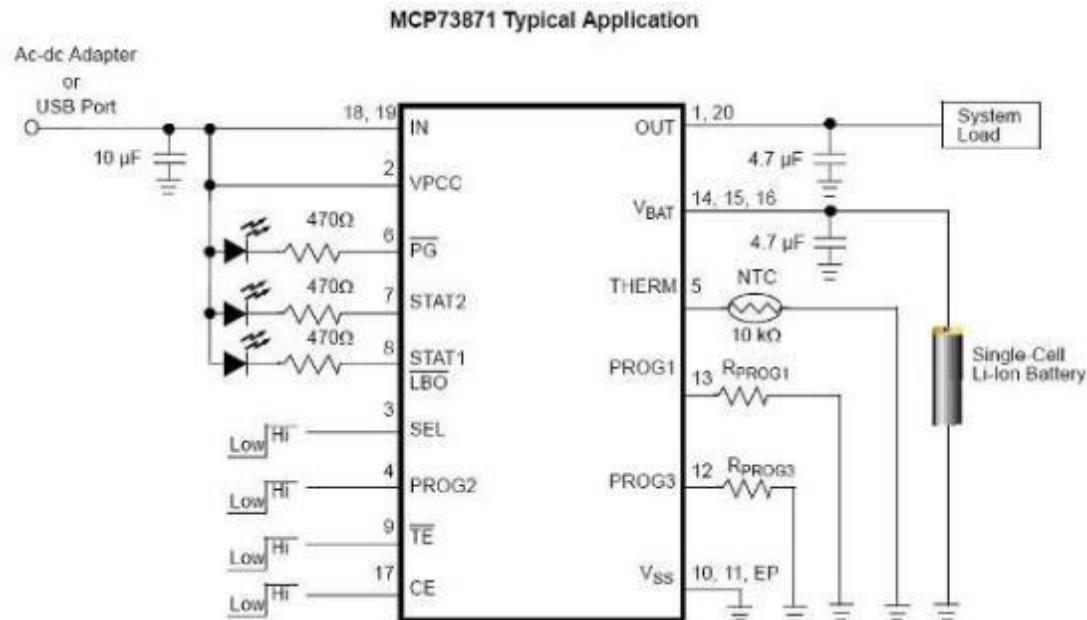 MCP73871 Typical Application
Ac-dc Adapter
or
USB Port
10 µF
18, 19
IN
2
VPCC
470Ω
6
PG
470Ω
7
STAT2
470Ω
8
STAT1
LBO
3
SEL
Low Hi
4
PROG2
Low Hi
9
TE
Low Hi
17
CE
Low Hi
OUT
1, 20
System
Load
4.7 µF
VBAT
14, 15, 16
4.7 µF
THERM
5
NTC
10 kΩ
Single-Cell
Li-Ion Battery
PROG1
13
RPROG1
PROG3
12
RPROG3
VSS
10, 11, EP